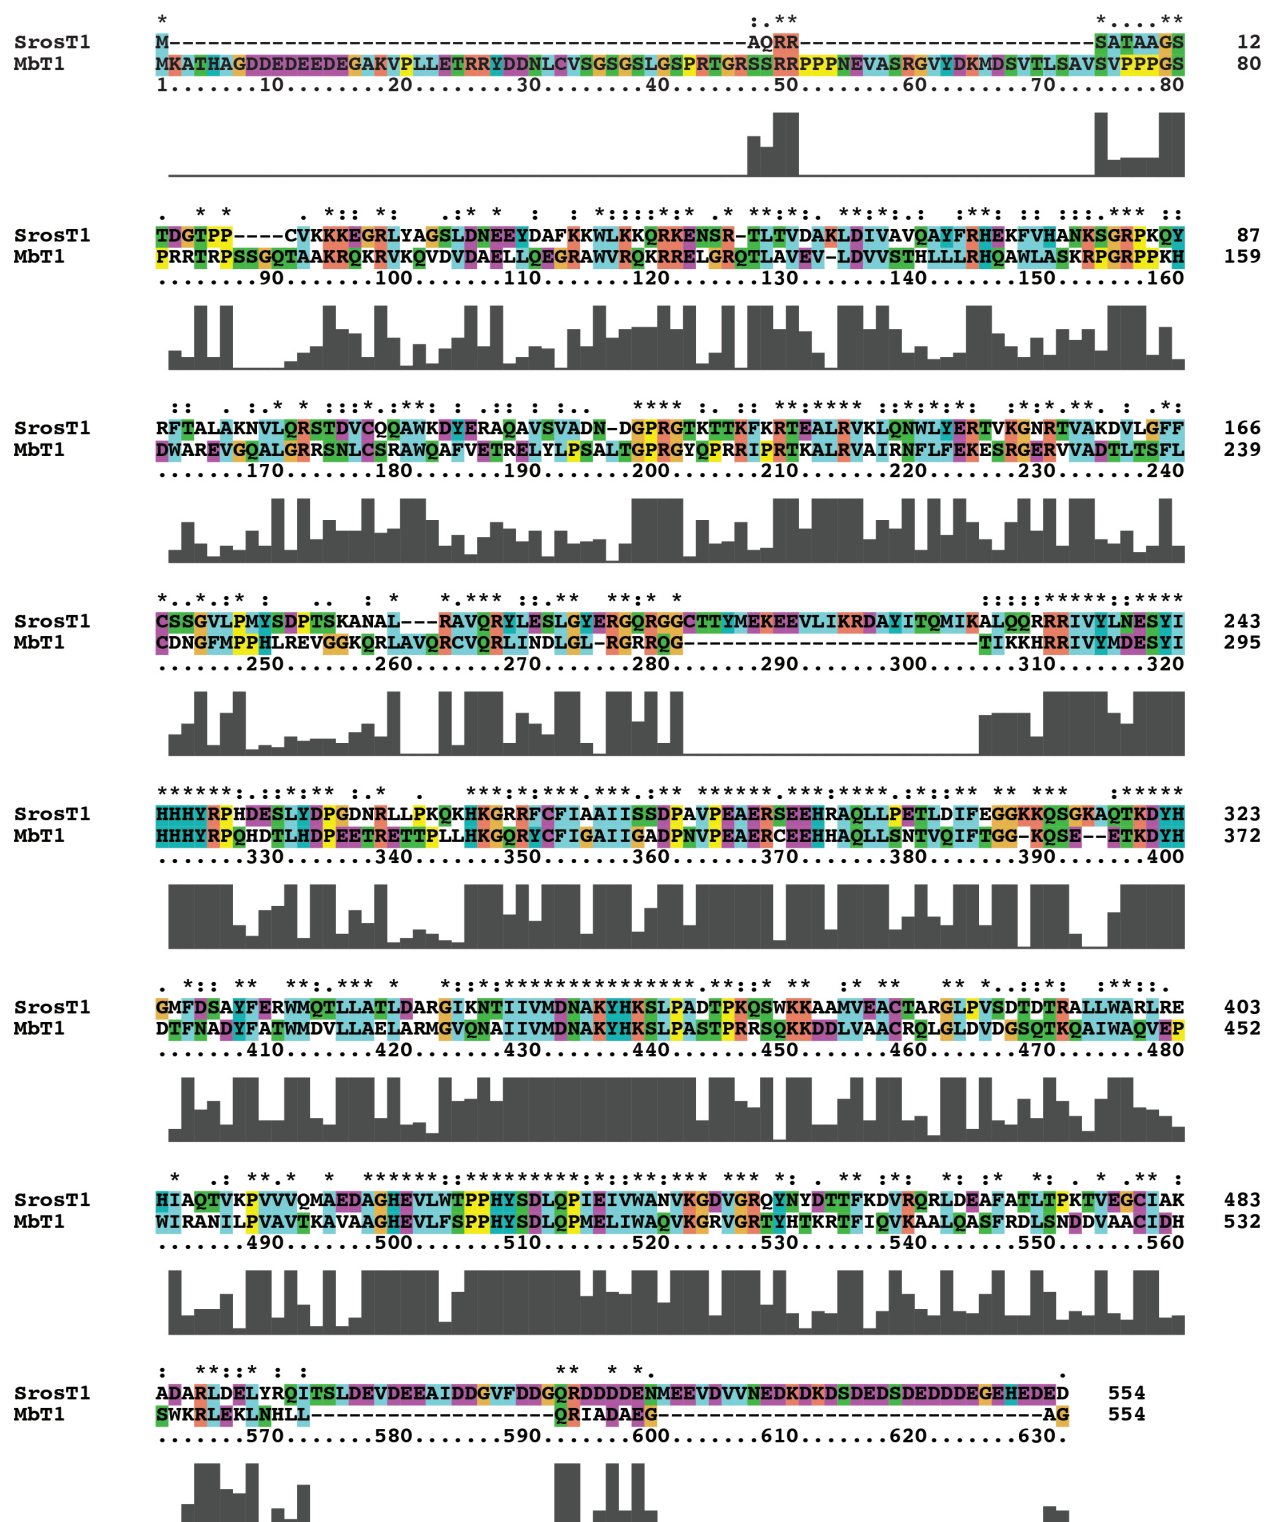 * :.** *....**
SrosT1 M---------------------------------------------AQRR-----------------------SATAAGS 12
MbT1 MKATHAGDDEDEEDEGAKVPLLETRRYDDNLCVSGSGSLGSPRTGRSSRRPPPNEVASRGVYDKMDSVTLSAVSVPPPGS 80
1........10........20........30........40........50........60........70........80
SrosT1 TDGTPP----CVKKKEGRLYAGSLDNEEYDAFKKWLKKQRKENSR-TLTVDAKLDIVAVQAYFRHEKFVHANKSGRPKQY 87
MbT1 PRRTRPSSGQTAAKRQKRVKQVDVDAELLQEGRAWVRQKRRELGRQTLAVEV-LDVVSTHLLLRHQAWLASKRPGRPPKH 159
........90.......100.......110.......120.......130.......140.......150.......160
SrosT1 RFTALAKNVLQRSTDVCQQAWKDYERAQAVSVADN-DGPRGTKTTKFKRTEALRVKLQNWLYERTVKGNRTVAKDVLGFF 166
MbT1 DWAREVGQALGRRSNLCSRAWQAFVETRELYLPSALTGPRGYQPRRIPRTKALRVAIRNFLFEKESRGERVVADTLTSFL 239
.......170.......180.......190.......200.......210.......220.......230.......240
SrosT1 CSSGVLPMYSDPTSKANAL---RAVQRYLESLGYERGQRGGCTTYMEKEEVLIKRDAYITQMIKALQQRRRIVYLNESYI 243
MbT1 CDNGFMPPHLREVGGKQRLAVQRCVQRLINDLGL-RGRRQG-----------------------TIKKHRRIVYMDESYI 295
.......250.......260.......270.......280.......290.......300.......310.......320
SrosT1 HHHYRPHDESLYDPGDNRLLPKQKHKGRRFCFIAAIISSDPAVPEAERSEEHRAQLLPETLDIFEGGKKQSGKAQTKDYH 323
MbT1 HHHYRPQHDTLHDPEETRETTPLLHKGQRYCFIGAIIGADPNVPEAERCEEHHAQLLSNTVQIFTGG-KQSE--ETKDYH 372
.......330.......340.......350.......360.......370.......380.......390.......400
SrosT1 GMFDSAYFERWMQTLLATLDARGIKNTIIVMDNAKYHKSLPADTPKQSWKKAAMVEACTARGLPVSDTDTRALLWARLRE 403
MbT1 DTFNADYFATWMDVLLAELARMGVQNAIIVMDNAKYHKSLPASTPRRSQKKDDLVAACRQLGLDVDGSQTKQAIWAQVEP 452
.......410.......420.......430.......440.......450.......460.......470.......480
SrosT1 HIAQTVKPVVVQMAEDAGHEVLWTPPHYSDLQPIEIVWANVKGDVGRQYNYDTTFKDVRQRLDEAFATLTPKTVEGCIAK 483
MbT1 WIRANILPVAVTKAVAAGHEVLFSPPHYSDLQPMELIWAQVKGRVGRTYHTKRTFIQVKAALQASFRDLSNDDVAACIDH 532
.......490.......500.......510.......520.......530.......540.......550.......560
SrosT1 ADARLDELYRQITSLDEVDEEAIDDGVFDDGQRDDDDENMEEVDVVNEDKDKDSDEDSDEDDDEGEHEDED 554
MbT1 SWKRLEKLNHLL-------------------QRIADAEG------------------------------AG 554
.......570.......580.......590.......600.......610.......620.......630.